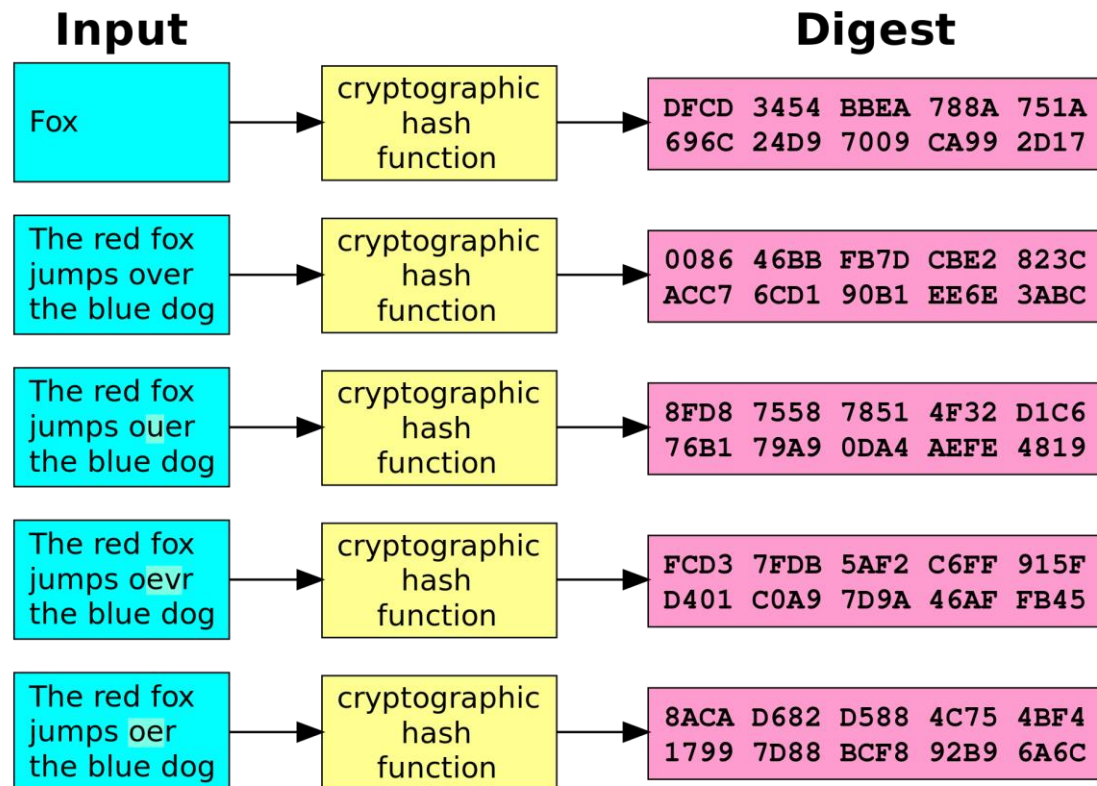 Input
Digest
Fox
cryptographic
hash
function
DFCD 3454 BBEA 788A 751A
696C 24D9 7009 CA99 2D17
The red fox
jumps over
the blue dog
cryptographic
hash
function
0086 46BB FB7D CBE2 823C
ACC7 6CD1 90B1 EE6E 3ABC
The red fox
jumps ouer
the blue dog
cryptographic
hash
function
8FD8 7558 7851 4F32 D1C6
76B1 79A9 0DA4 AEFE 4819
The red fox
jumps oevr
the blue dog
cryptographic
hash
function
FCD3 7FDB 5AF2 C6FF 915F
D401 C0A9 7D9A 46AF FB45
The red fox
jumps oer
the blue dog
cryptographic
hash
function
8ACA D682 D588 4C75 4BF4
1799 7D88 BCF8 92B9 6A6C